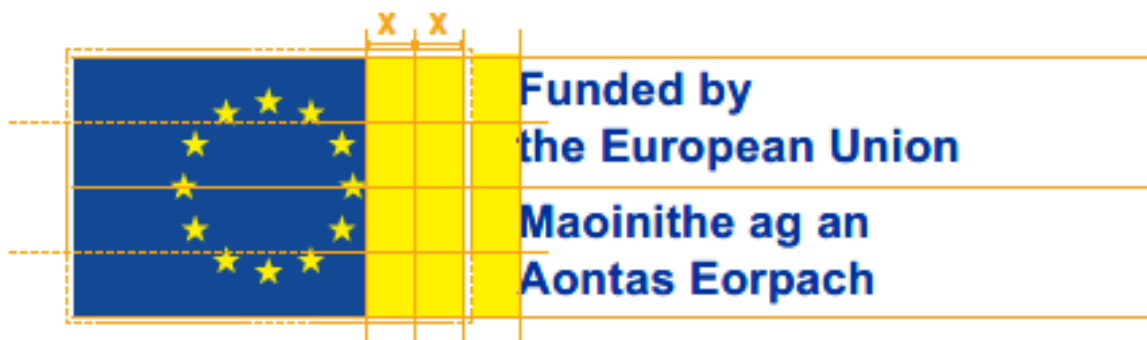 x x
Funded by
the European Union
Maoinithe ag an
Aontas Eorpach